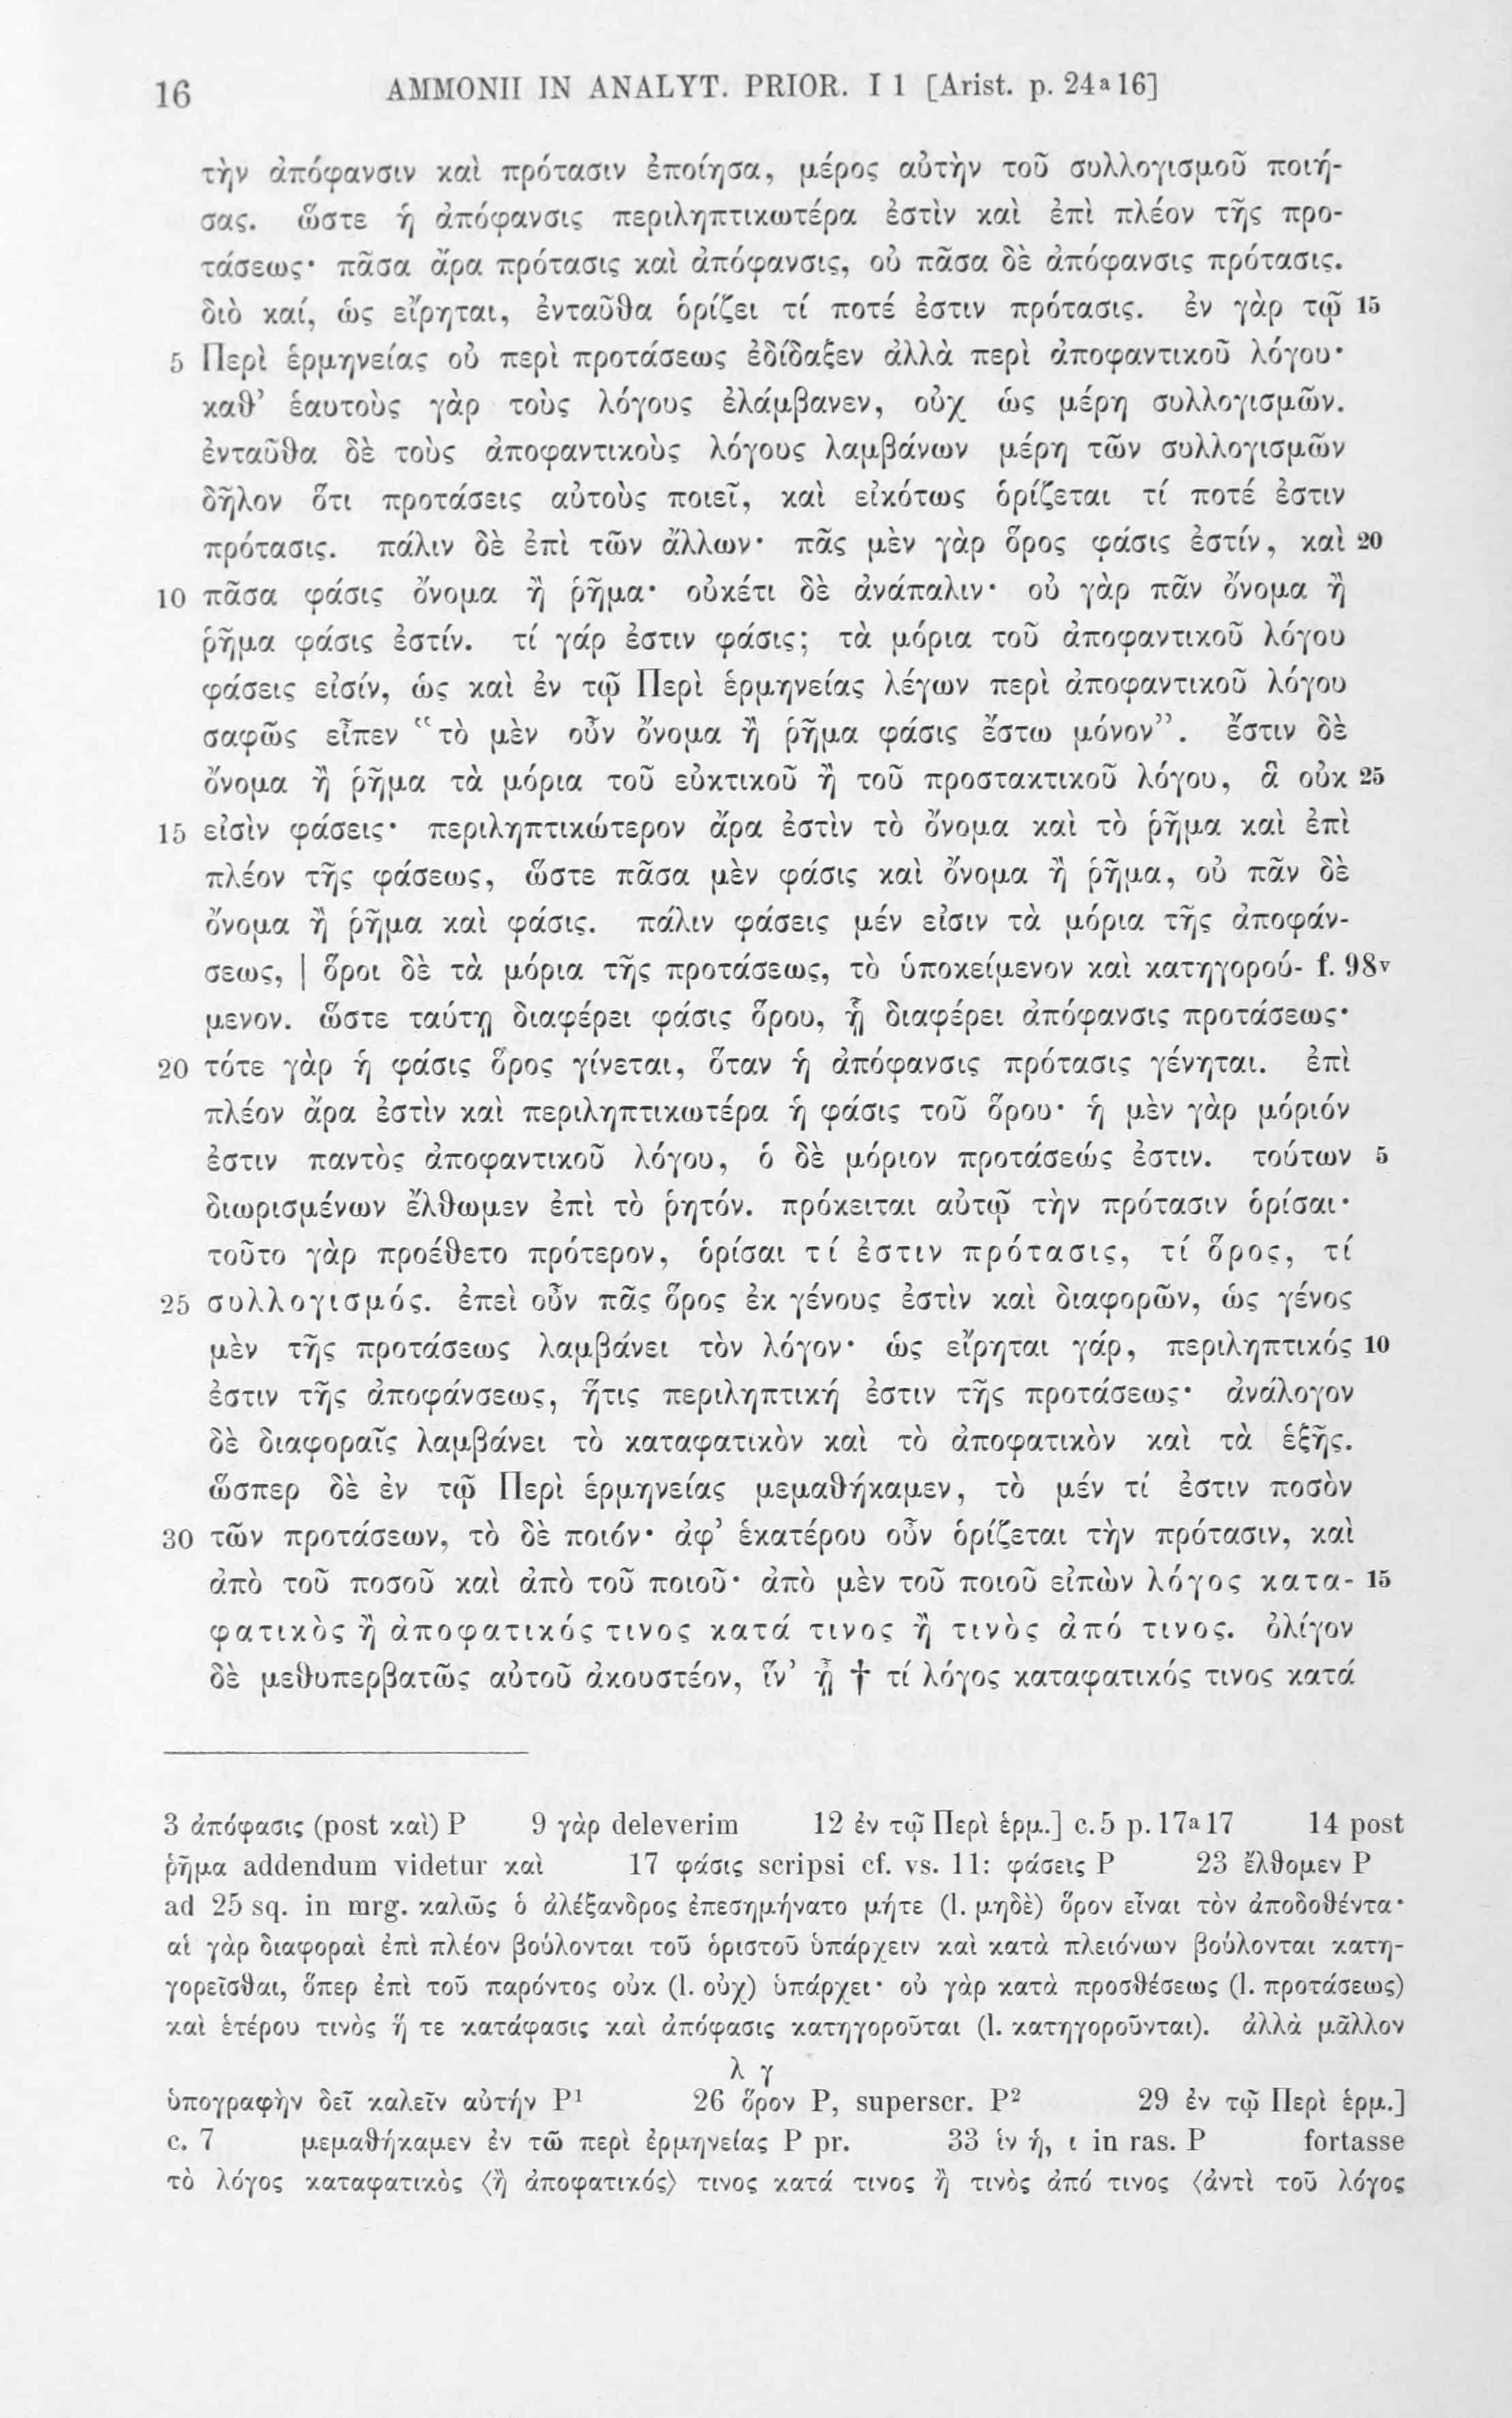 16 AMMONII IN ANALYT. PRIOR. I 1 [Arist. p. 24a16]
τὴν ἀπόφανσιν καὶ πρότασιν ἐποίησα, μέρος αὐτὴν τοῦ συλλογισμοῦ ποιή-
σας. ὥστε ἡ ἀπόφανσις περιληπτικωτέρα ἐστὶν καὶ ἐπὶ πλέον τῆς προ-
τάσεως· πᾶσα ἄρα πρότασις καὶ ἀπόφανσις, οὐ πᾶσα δὲ ἀπόφανσις πρότασις.
διὸ καί, ὡς εἴρηται, ἐνταῦθα ὁρίζει τί ποτέ ἐστιν πρότασις. ἐν γὰρ τῷ 15
5 Περὶ ἑρμηνείας οὐ περὶ προτάσεως ἐδίδαξεν ἀλλὰ περὶ ἀποφαντικοῦ λόγου·
καθ’ ἑαυτοὺς γὰρ τοὺς λόγους ἐλάμβανεν, οὐχ ὡς μέρη συλλογισμῶν.
ἐνταῦθα δὲ τοὺς ἀποφαντικοὺς λόγους λαμβάνων μέρη τῶν συλλογισμῶν
δῆλον ὅτι προτάσεις αὐτοὺς ποιεῖ, καὶ εἰκότως ὁρίζεται τί ποτέ ἐστιν
πρότασις. πάλιν δὲ ἐπὶ τῶν ἄλλων· πᾶς μὲν γὰρ ὅρος φάσις ἐστίν, καὶ 20
10 πᾶσα φάσις ὄνομα ἢ ῥῆμα· οὐκέτι δὲ ἀνάπαλιν· οὐ γὰρ πᾶν ὄνομα ἢ
ῥῆμα φάσις ἐστίν. τί γάρ ἐστιν φάσις; τὰ μόρια τοῦ ἀποφαντικοῦ λόγου
φάσεις εἰσίν, ὡς καὶ ἐν τῷ Περὶ ἑρμηνείας λέγων περὶ ἀποφαντικοῦ λόγου
σαφῶς εἶπεν “τὸ μὲν οὖν ὄνομα ἢ ῥῆμα φάσις ἔστω μόνον”. ἔστιν δὲ
ὄνομα ἢ ῥῆμα τὰ μόρια τοῦ εὐκτικοῦ ἢ τοῦ προστακτικοῦ λόγου, ἃ οὐκ 25
15 εἰσὶν φάσεις· περιληπτικώτερον ἄρα ἐστὶν τὸ ὄνομα καὶ τὸ ῥῆμα καὶ ἐπὶ
πλέον τῆς φάσεως, ὥστε πᾶσα μὲν φάσις καὶ ὄνομα ἢ ῥῆμα, οὐ πᾶν δὲ
ὄνομα ἢ ῥῆμα καὶ φάσις. πάλιν φάσεις μέν εἰσιν τὰ μόρια τῆς ἀποφάν-
σεως, | ὅροι δὲ τὰ μόρια τῆς προτάσεως, τὸ ὑποκείμενον καὶ κατηγορού- f. 98v
μενον. ὥστε ταύτῃ διαφέρει φάσις ὅρου, ᾗ διαφέρει ἀπόφανσις προτάσεως·
20 τότε γὰρ ἡ φάσις ὅρος γίνεται, ὅταν ἡ ἀπόφανσις πρότασις γένηται. ἐπὶ
πλέον ἄρα ἐστὶν καὶ περιληπτικωτέρα ἡ φάσις τοῦ ὅρου· ἡ μὲν γὰρ μόριόν
ἐστιν παντὸς ἀποφαντικοῦ λόγου, ὁ δὲ μόριον προτάσεώς ἐστιν. τούτων 5
διωρισμένων ἔλθωμεν ἐπὶ τὸ ῥητόν. πρόκειται αὐτῷ τὴν πρότασιν ὁρίσαι·
τοῦτο γὰρ προέθετο πρότερον, ὁρίσαι τί ἐστιν πρότασις, τί ὅρος, τί
25 συλλογισμός. ἐπεὶ οὖν πᾶς ὅρος ἐκ γένους ἐστὶν καὶ διαφορῶν, ὡς γένος
μὲν τῆς προτάσεως λαμβάνει τὸν λόγον· ὡς εἴρηται γάρ, περιληπτικός 10
ἐστιν τῆς ἀποφάνσεως, ἥτις περιληπτική ἐστιν τῆς προτάσεως· ἀνάλογον
δὲ διαφοραῖς λαμβάνει τὸ καταφατικὸν καὶ τὸ ἀποφατικὸν καὶ τὰ ἑξῆς.
ὥσπερ δὲ ἐν τῷ Περὶ ἑρμηνείας μεμαθήκαμεν, τὸ μέν τί ἐστιν ποσὸν
30 τῶν προτάσεων, τὸ δὲ ποιόν· ἀφ’ ἑκατέρου οὖν ὁρίζεται τὴν πρότασιν, καὶ
ἀπὸ τοῦ ποσοῦ καὶ ἀπὸ τοῦ ποιοῦ· ἀπὸ μὲν τοῦ ποιοῦ εἰπὼν λόγος κατα- 15
φατικὸς ἢ ἀποφατικός τινος κατά τινος ἢ τινὸς ἀπό τινος. ὀλίγον
δὲ μεθυπερβατῶς αὐτοῦ ἀκουστέον, ἵν’ ᾖ † τί λόγος καταφατικός τινος κατά
3 ἀπόφασις (post καὶ) P 9 γὰρ deleverim 12 ἐν τῷ Περὶ ἑρμ.] c. 5 p. 17a17 14 post
ῥῆμα addendum videtur καὶ 17 φάσις scripsi cf. vs. 11: φάσεις P 23 ἔλθομεν P
ad 25 sq. in mrg. καλῶς ὁ ἀλέξανδρος ἐπεσημήνατο μήτε (l. μηδὲ) ὅρον εἶναι τὸν ἀποδοθέντα·
αἱ γὰρ διαφοραὶ ἐπὶ πλέον βούλονται τοῦ ὁριστοῦ ὑπάρχειν καὶ κατὰ πλειόνων βούλονται κατη-
γορεῖσθαι, ὅπερ ἐπὶ τοῦ παρόντος οὐκ (l. οὐχ) ὑπάρχει· οὐ γὰρ κατὰ προσθέσεως (l. προτάσεως)
καὶ ἑτέρου τινὸς ἥ τε κατάφασις καὶ ἀπόφασις κατηγοροῦται (l. κατηγοροῦνται). ἀλλὰ μᾶλλον
λ γ
ὑπογραφὴν δεῖ καλεῖν αὐτήν P1 26 ὅρον P, superscr. P2 29 ἐν τῷ Περὶ ἑρμ.]
c. 7 μεμαθήκαμεν ἐν τῶ περὶ ἑρμηνείας P pr. 33 ἱν ἡ, ι in ras. P fortasse
τὸ λόγος καταφατικὸς ⟨ἢ ἀποφατικός⟩ τινος κατά τινος ἢ τινὸς ἀπό τινος ⟨ἀντὶ τοῦ λόγος